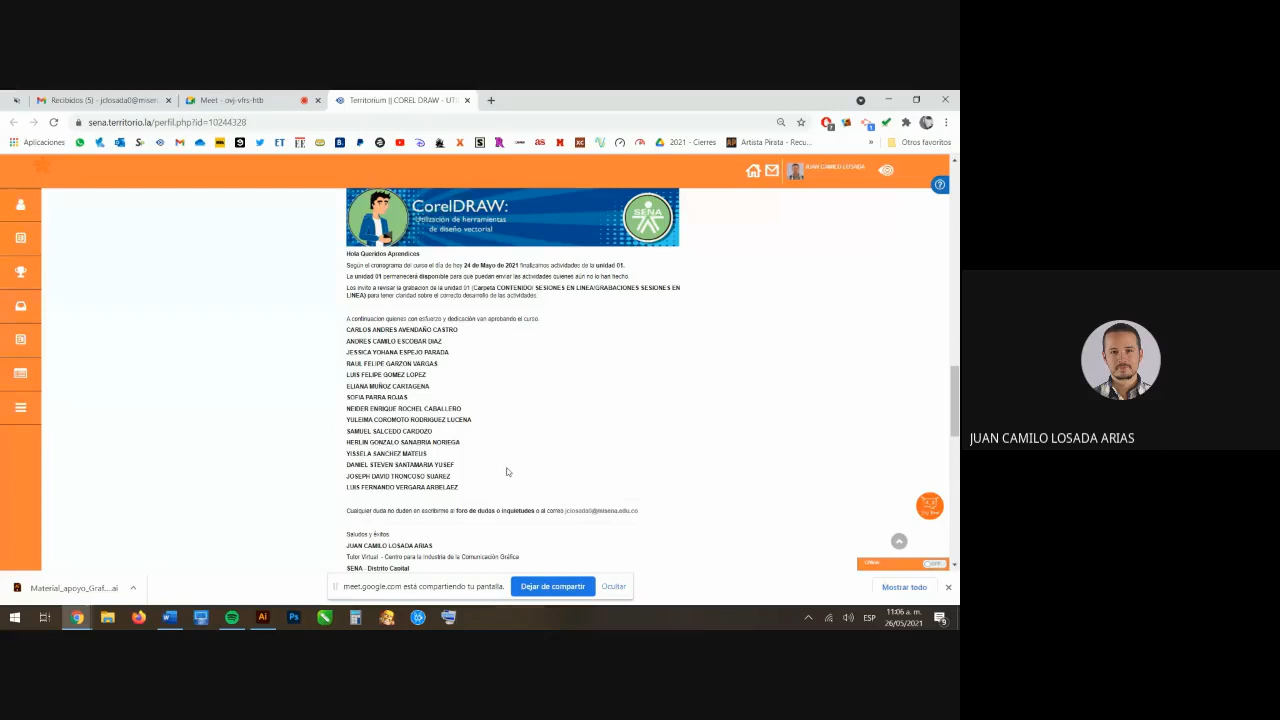 Recibidos (5) - jclosada0@misen
Meet - ovj-vfrs-htb
Territorium || COREL DRAW - UTI
sena.territorio.la/perfil.php?id=10244328
Aplicaciones
2021 - Cierres
Artista Pirata - Recu...
»
Otros favoritos
JUAN CAMILO LOSADA
CorelDRAW:
Utilización de herramientas
de diseño vectorial
SENA
Hola Queridos Aprendices
Según el cronograma del curso el día de hoy 24 de Mayo de 2021 finalizamos actividades de la unidad 01.
La unidad 01 permanecerá disponible para que puedan enviar las actividades quienes aún no lo han hecho.
Los invito a revisar la grabacion de la unidad 01 (Carpeta CONTENIDO/ SESIONES EN LINEA/GRABACIONES SESIONES EN
LINEA) para tener claridad sobre el correcto desarrollo de las actividades.
A continuacion quienes con esfuerzo y dedicación van aprobando el curso.
CARLOS ANDRES AVENDAÑO CASTRO
ANDRES CAMILO ESCOBAR DIAZ
JESSICA YOHANA ESPEJO PARADA
RAUL FELIPE GARZON VARGAS
LUIS FELIPE GOMEZ LOPEZ
ELIANA MUÑOZ CARTAGENA
SOFIA PARRA ROJAS
NEIDER ENRIQUE ROCHEL CABALLERO
YULEIMA COROMOTO RODRIGUEZ LUCENA
SAMUEL SALCEDO CARDOZO
HERLIN GONZALO SANABRIA NORIEGA
YISSELA SANCHEZ MATEUS
DANIEL STEVEN SANTAMARIA YUSEF
JOSEPH DAVID TRONCOSO SUAREZ
LUIS FERNANDO VERGARA ARBELAEZ
Cualquier duda no duden en escribirme al foro de dudas o inquietudes o al correo jclosada0@misena.edu.co
Saludos y éxitos
JUAN CAMILO LOSADA ARIAS
Tutor Virtual - Centro para la Industria de la Comunicación Gráfica
SENA - Distrito Capital
Material_apoyo_Graf....ai
meet.google.com está compartiendo tu pantalla.
Dejar de compartir
Ocultar
Mostrar todo
ESP
11:06 a. m.
26/05/2021
JUAN CAMILO LOSADA ARIAS